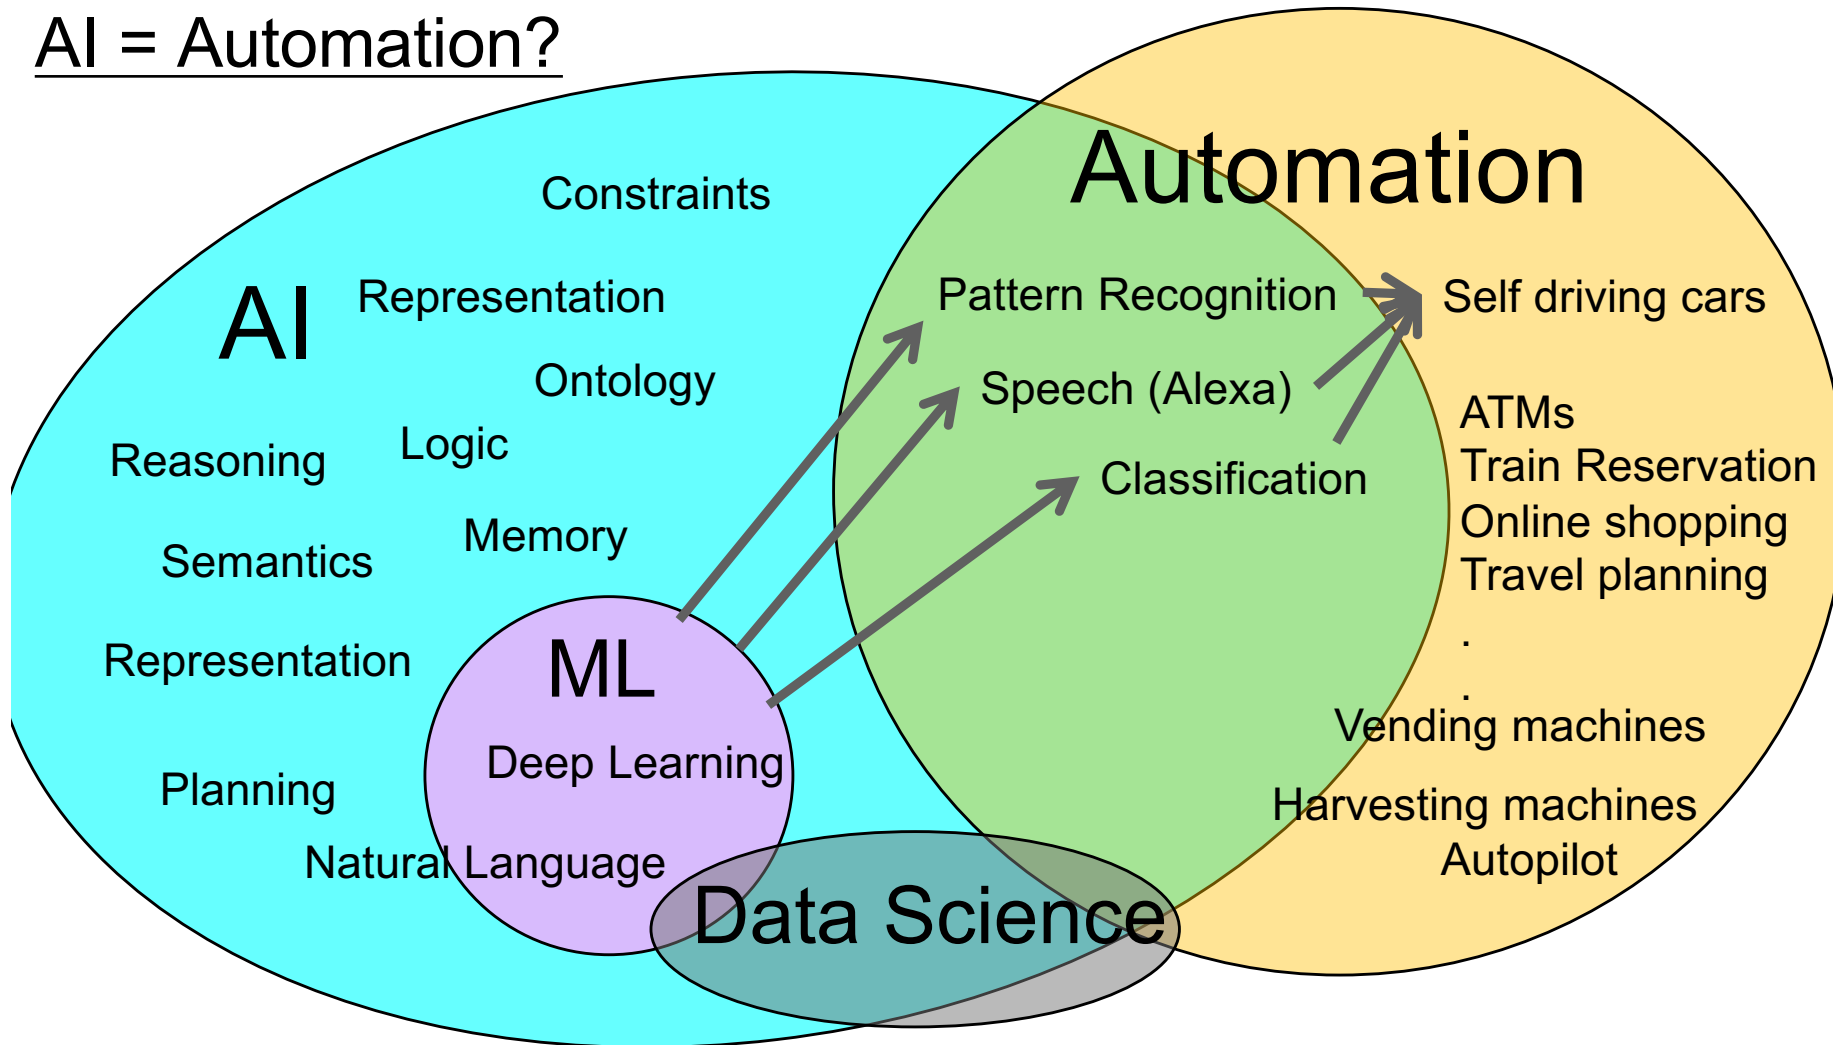 AI = Automation?
Automation
Constraints
AI
Representation
Pattern Recognition
Self driving cars
Ontology
Speech (Alexa)
ATMs
Reasoning
Logic
Classification
Train Reservation
Semantics
Memory
Online shopping
Travel planning
.
.
Representation
ML
Vending machines
Planning
Deep Learning
Harvesting machines
Natural Language
Autopilot
Data Science